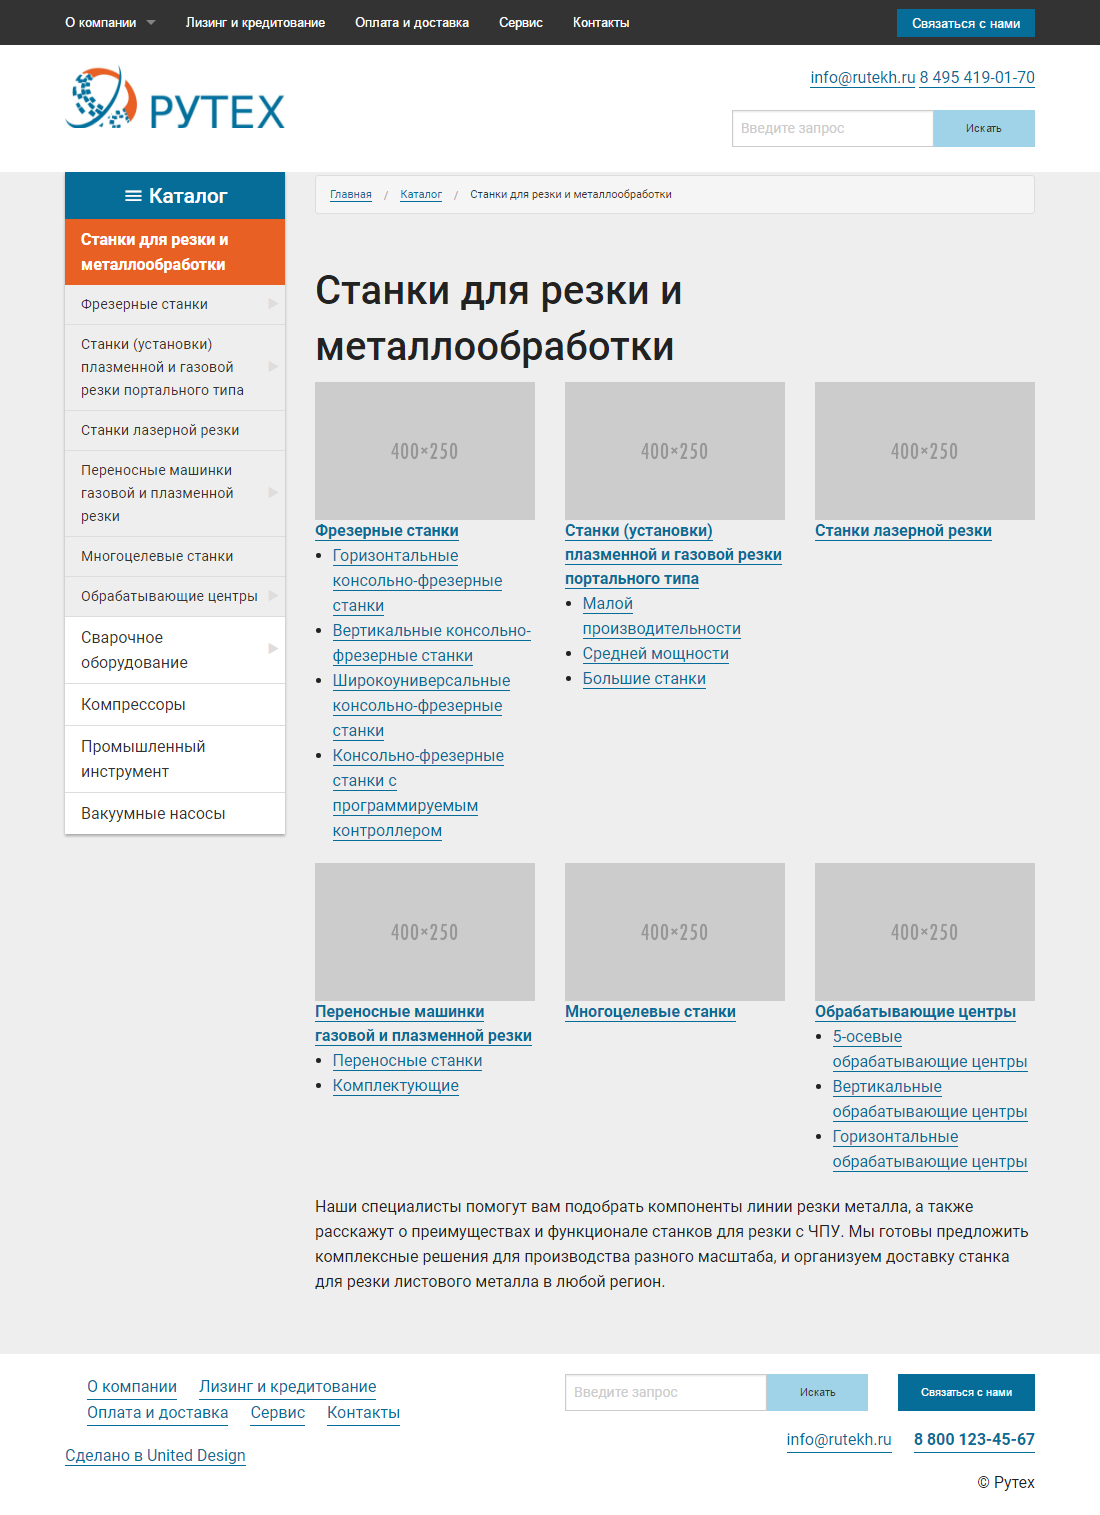 О компании
Лизинг и кредитование
Оплата и доставка
Сервис
Контакты
Связаться с нами
РУТЕХ
info@rutekh.ru 8 495 419-01-70
Введите запрос
Искать
Каталог
Станки для резки и
металлообработки
Фрезерные станки
Станки (установки)
плазменной и газовой
резки портального типа
Станки лазерной резки
Переносные машинки
газовой и плазменной
резки
Многоцелевые станки
Обрабатывающие центры
Сварочное
оборудование
Компрессоры
Промышленный
инструмент
Вакуумные насосы
Главная / Каталог / Станки для резки и металлообработки
Станки для резки и
металлообработки
400×250
Фрезерные станки
Горизонтальные
консольно-фрезерные
станки
Вертикальные консольно-
фрезерные станки
Широкоуниверсальные
консольно-фрезерные
станки
Консольно-фрезерные
станки с
программируемым
контроллером
400×250
Станки (установки)
плазменной и газовой резки
портального типа
Малой
производительности
Средней мощности
Большие станки
400×250
Станки лазерной резки
400×250
Переносные машинки
газовой и плазменной резки
Переносные станки
Комплектующие
400×250
Многоцелевые станки
400×250
Обрабатывающие центры
5-осевые
обрабатывающие центры
Вертикальные
обрабатывающие центры
Горизонтальные
обрабатывающие центры
Наши специалисты помогут вам подобрать компоненты линии резки металла, а также
расскажут о преимуществах и функционале станков для резки с ЧПУ. Мы готовы предложить
комплексные решения для производства разного масштаба, и организуем доставку станка
для резки листового металла в любой регион.
О компании Лизинг и кредитование
Оплата и доставка Сервис Контакты
Сделано в United Design
Введите запрос
Искать
Связаться с нами
info@rutekh.ru 8 800 123-45-67
© Рутех